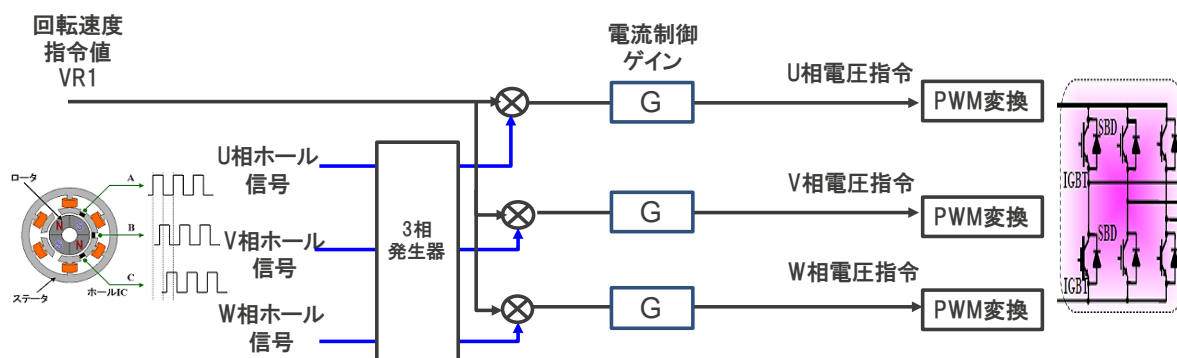 回転速度
指令値
VR1
電流制御
ゲイン
G
U相電圧指令
PWM変換
U相ホール
信号
V相ホール
信号
W相ホール
信号
3相
発生器
G
V相電圧指令
PWM変換
G
W相電圧指令
PWM変換
ロータ
A
B
C
N
N
S
S
ステータ
ホールIC
SBD
IGBT
SBD
IGBT